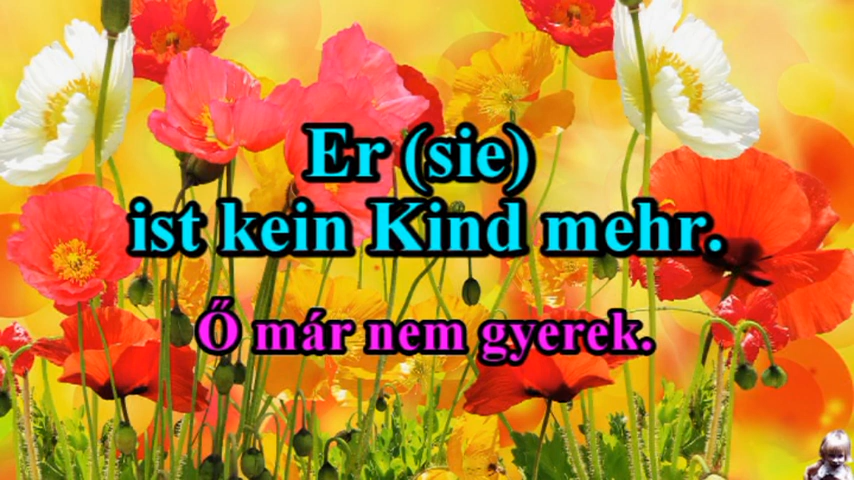 Er (sie)
ist kein Kind mehr.
Ő már nem gyerek.